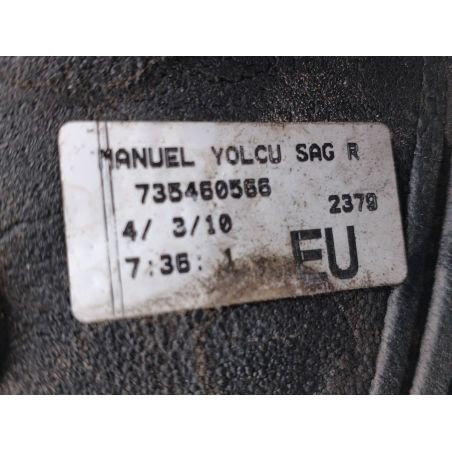 MANUEL YOLCU SAG R
735460566
2379
4/ 3/10
7:36: 1
EU